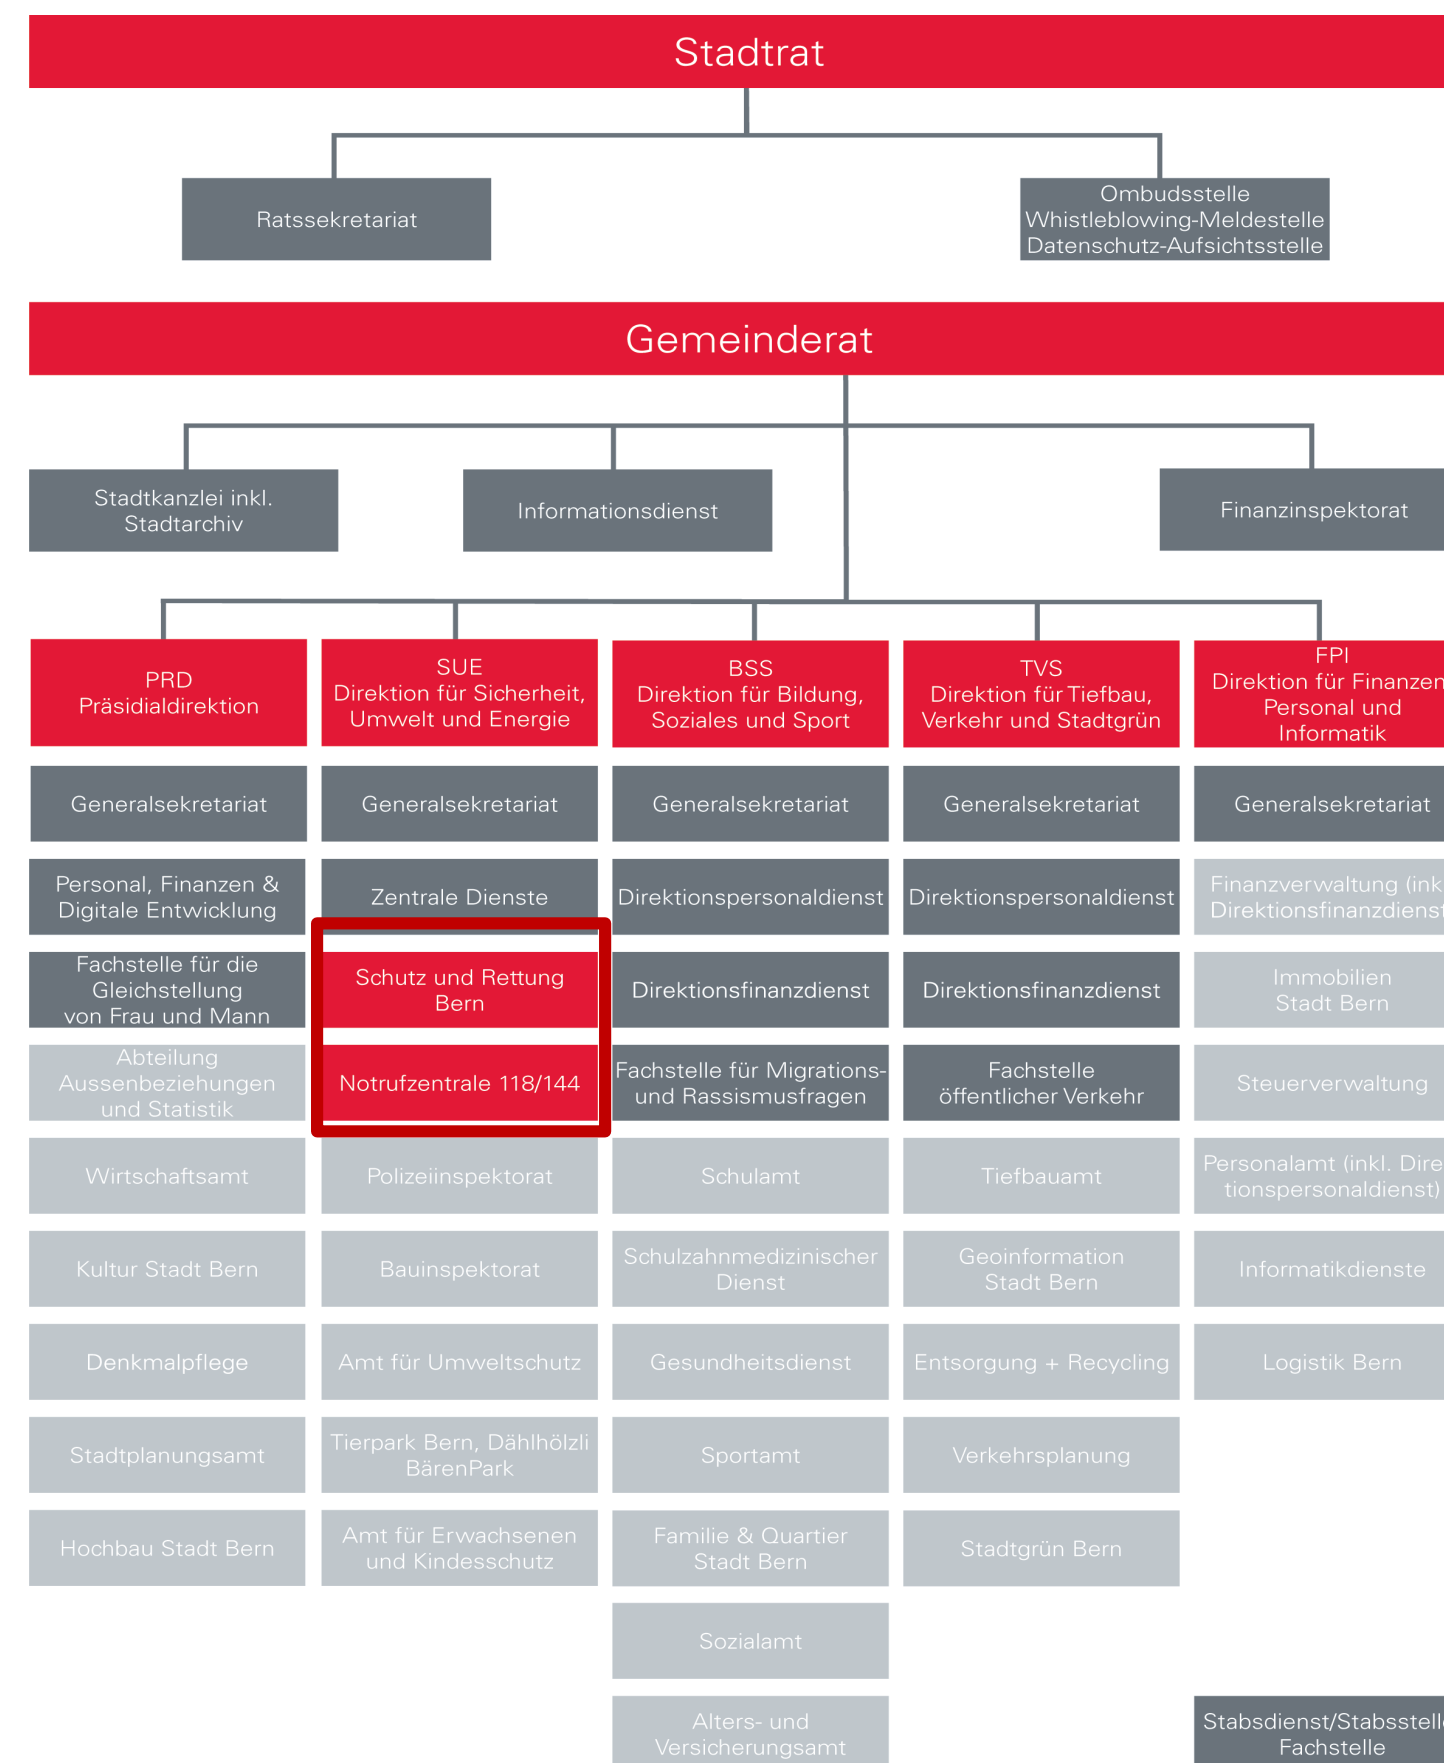 Stadtrat
Ratssekretariat
Ombudsstelle
Whistleblowing-Meldestelle
Datenschutz-Aufsichtsstelle
Gemeinderat
Stadtkanzlei inkl.
Stadtarchiv
Informationsdienst
Finanzinspektorat
PRD
Präsidialdirektion
Generalsekretariat
Personal, Finanzen &
Digitale Entwicklung
Fachstelle für die
Gleichstellung
von Frau und Mann
Abteilung
Aussenbeziehungen
und Statistik
Wirtschaftsamt
Kultur Stadt Bern
Denkmalpflege
Stadtplanungsamt
Hochbau Stadt Bern
SUE
Direktion für Sicherheit,
Umwelt und Energie
Generalsekretariat
Zentrale Dienste
Schutz und Rettung
Bern
Notrufzentrale 118/144
Polizeiinspektorat
Bauinspektorat
Amt für Umweltschutz
Tierpark Bern, Dählhölzli
BärenPark
Amt für Erwachsenen
und Kindesschutz
BSS
Direktion für Bildung,
Soziales und Sport
Generalsekretariat
Direktionspersonaldienst
Direktionsfinanzdienst
Fachstelle für Migrations-
und Rassismusfragen
Schulamt
Schulzahnmedizinischer
Dienst
Gesundheitsdienst
Sportamt
Familie & Quartier
Stadt Bern
Sozialamt
Alters- und
Versicherungsamt
TVS
Direktion für Tiefbau,
Verkehr und Stadtgrün
Generalsekretariat
Direktionspersonaldienst
Direktionsfinanzdienst
Fachstelle
öffentlicher Verkehr
Tiefbauamt
Geoinformation
Stadt Bern
Entsorgung + Recycling
Verkehrsplanung
Stadtgrün Bern
FPI
Direktion für Finanzen
Personal und
Informatik
Generalsekretariat
Finanzverwaltung (ink
Direktionsfinanzdienst
Immobilien
Stadt Bern
Steuerverwaltung
Personalamt (inkl. Dire
tionspersonaldienst)
Informatikdienste
Logistik Bern
Stabsdienst/Stabsstelle
Fachstelle